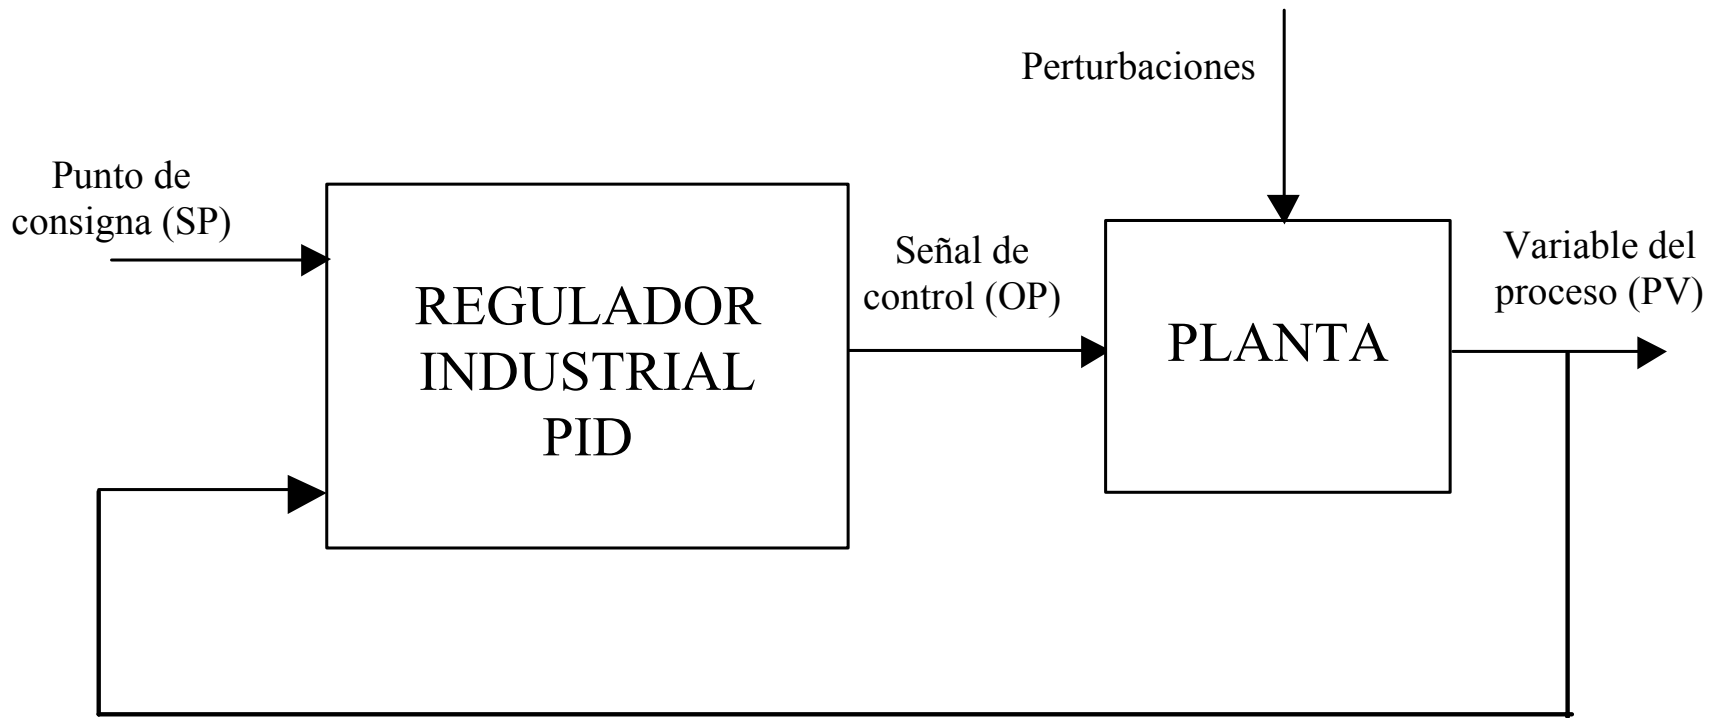 Perturbaciones
Punto de
consigna (SP)
REGULADOR
INDUSTRIAL
PID
Señal de
control (OP)
PLANTA
Variable del
proceso (PV)